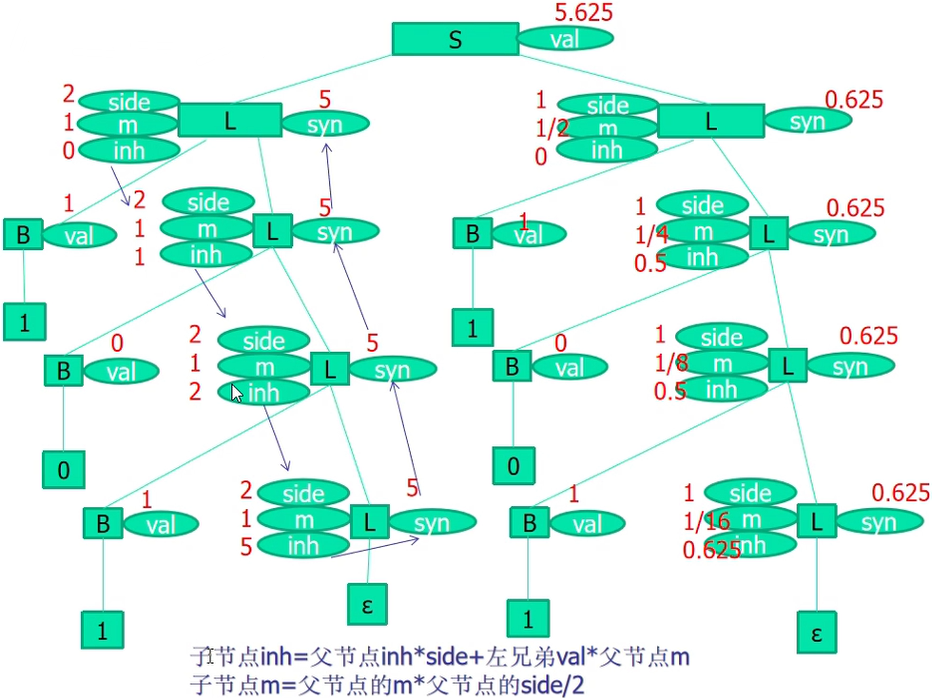 5.625
S val
2 side
1 m L 5 syn
0 inh
1 side
1/2 m L 0.625 syn
0 inh
1
B val
2 side
1 m L 5 syn
1 inh
1
B val
1 side
1/4 m L 0.625 syn
0.5 inh
1
1
0
B val
2 side
1 m L 5 syn
2 inh
0
B val
1 side
1/8 m L 0.625 syn
0.5 inh
0
0
1
B val
2 side
1 m L 5 syn
5 inh
1
B val
1 side
1/16 m L 0.625 syn
0.625 inh
1
ε
1
ε
子节点inh=父节点inh*side+左兄弟val*父节点m
子节点m=父节点的m*父节点的side/2